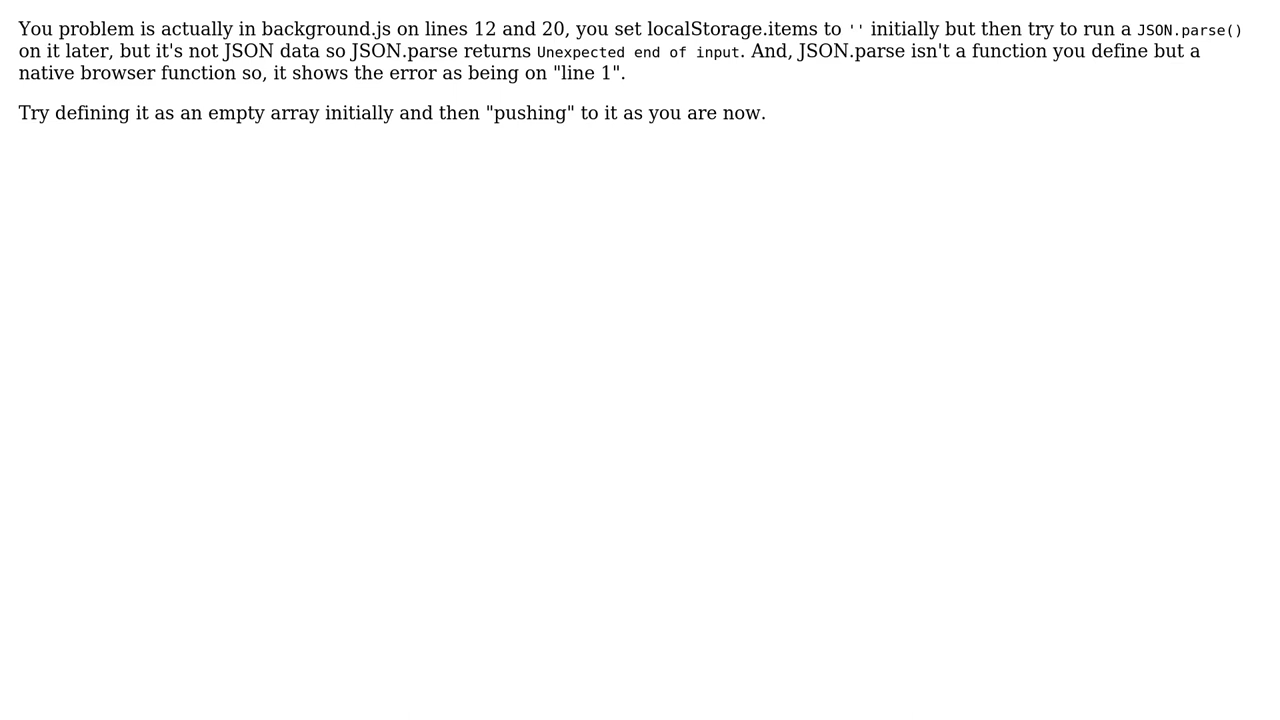 You problem is actually in background.js on lines 12 and 20, you set localStorage.items to '' initially but then try to run a JSON.parse()
on it later, but it's not JSON data so JSON.parse returns Unexpected end of input. And, JSON.parse isn't a function you define but a
native browser function so, it shows the error as being on "line 1".
Try defining it as an empty array initially and then "pushing" to it as you are now.